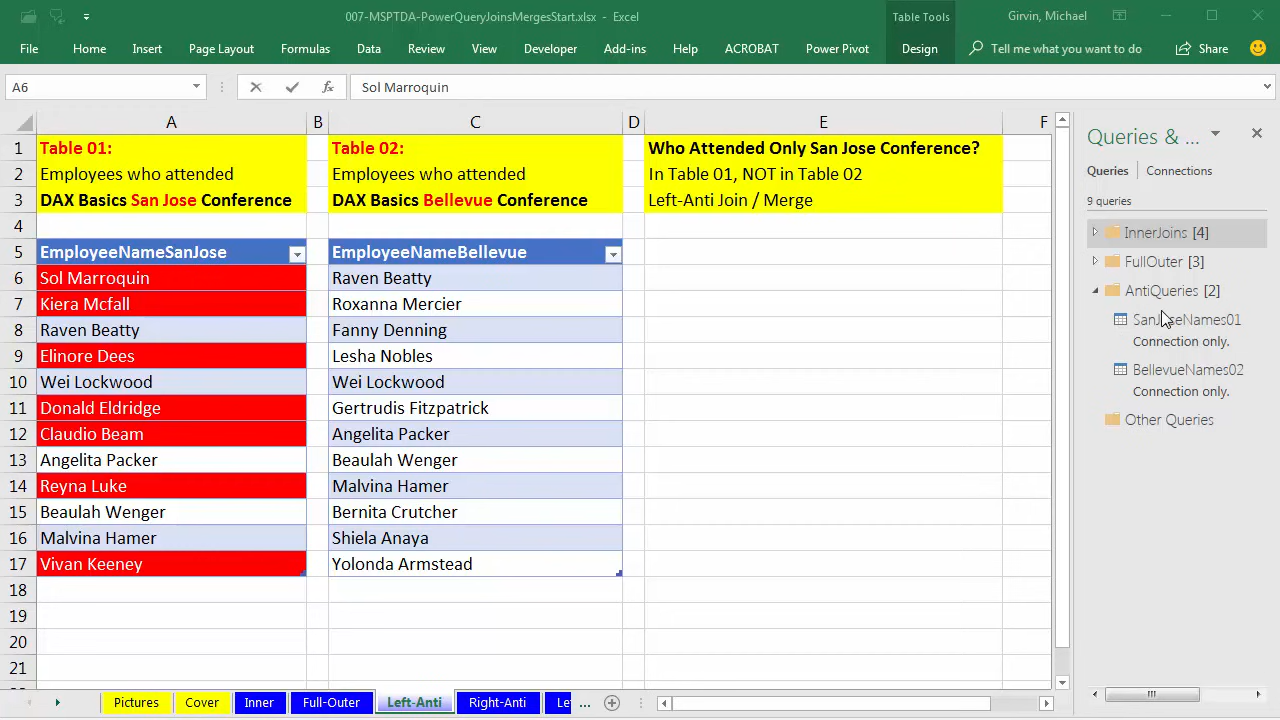 007-MSPTDA-PowerQueryJoinsMergesStart.xlsx - Excel
Table Tools
Girvin, Michael
File Home Insert Page Layout Formulas Data Review View Developer Add-ins Help ACROBAT Power Pivot Design Tell me what you want to do Share
A6 fx Sol Marroquin
A B C D E F
1 Table 01: Table 02: Who Attended Only San Jose Conference?
2 Employees who attended Employees who attended In Table 01, NOT in Table 02
3 DAX Basics San Jose Conference DAX Basics Bellevue Conference Left-Anti Join / Merge
4
5 EmployeeNameSanJose EmployeeNameBellevue
6 Sol Marroquin Raven Beatty
7 Kiera Mcfall Roxanna Mercier
8 Raven Beatty Fanny Denning
9 Elinore Dees Lesha Nobles
10 Wei Lockwood Wei Lockwood
11 Donald Eldridge Gertrudis Fitzpatrick
12 Claudio Beam Angelita Packer
13 Angelita Packer Beaulah Wenger
14 Reyna Luke Malvina Hamer
15 Beaulah Wenger Bernita Crutcher
16 Malvina Hamer Shiela Anaya
17 Vivan Keeney Yolonda Armstead
18
19
20
21
Queries & ...
Queries Connections
9 queries
InnerJoins [4]
FullOuter [3]
AntiQueries [2]
SanJoseNames01
Connection only.
BellevueNames02
Connection only.
Other Queries
Pictures Cover Inner Full-Outer Left-Anti Right-Anti Le ...